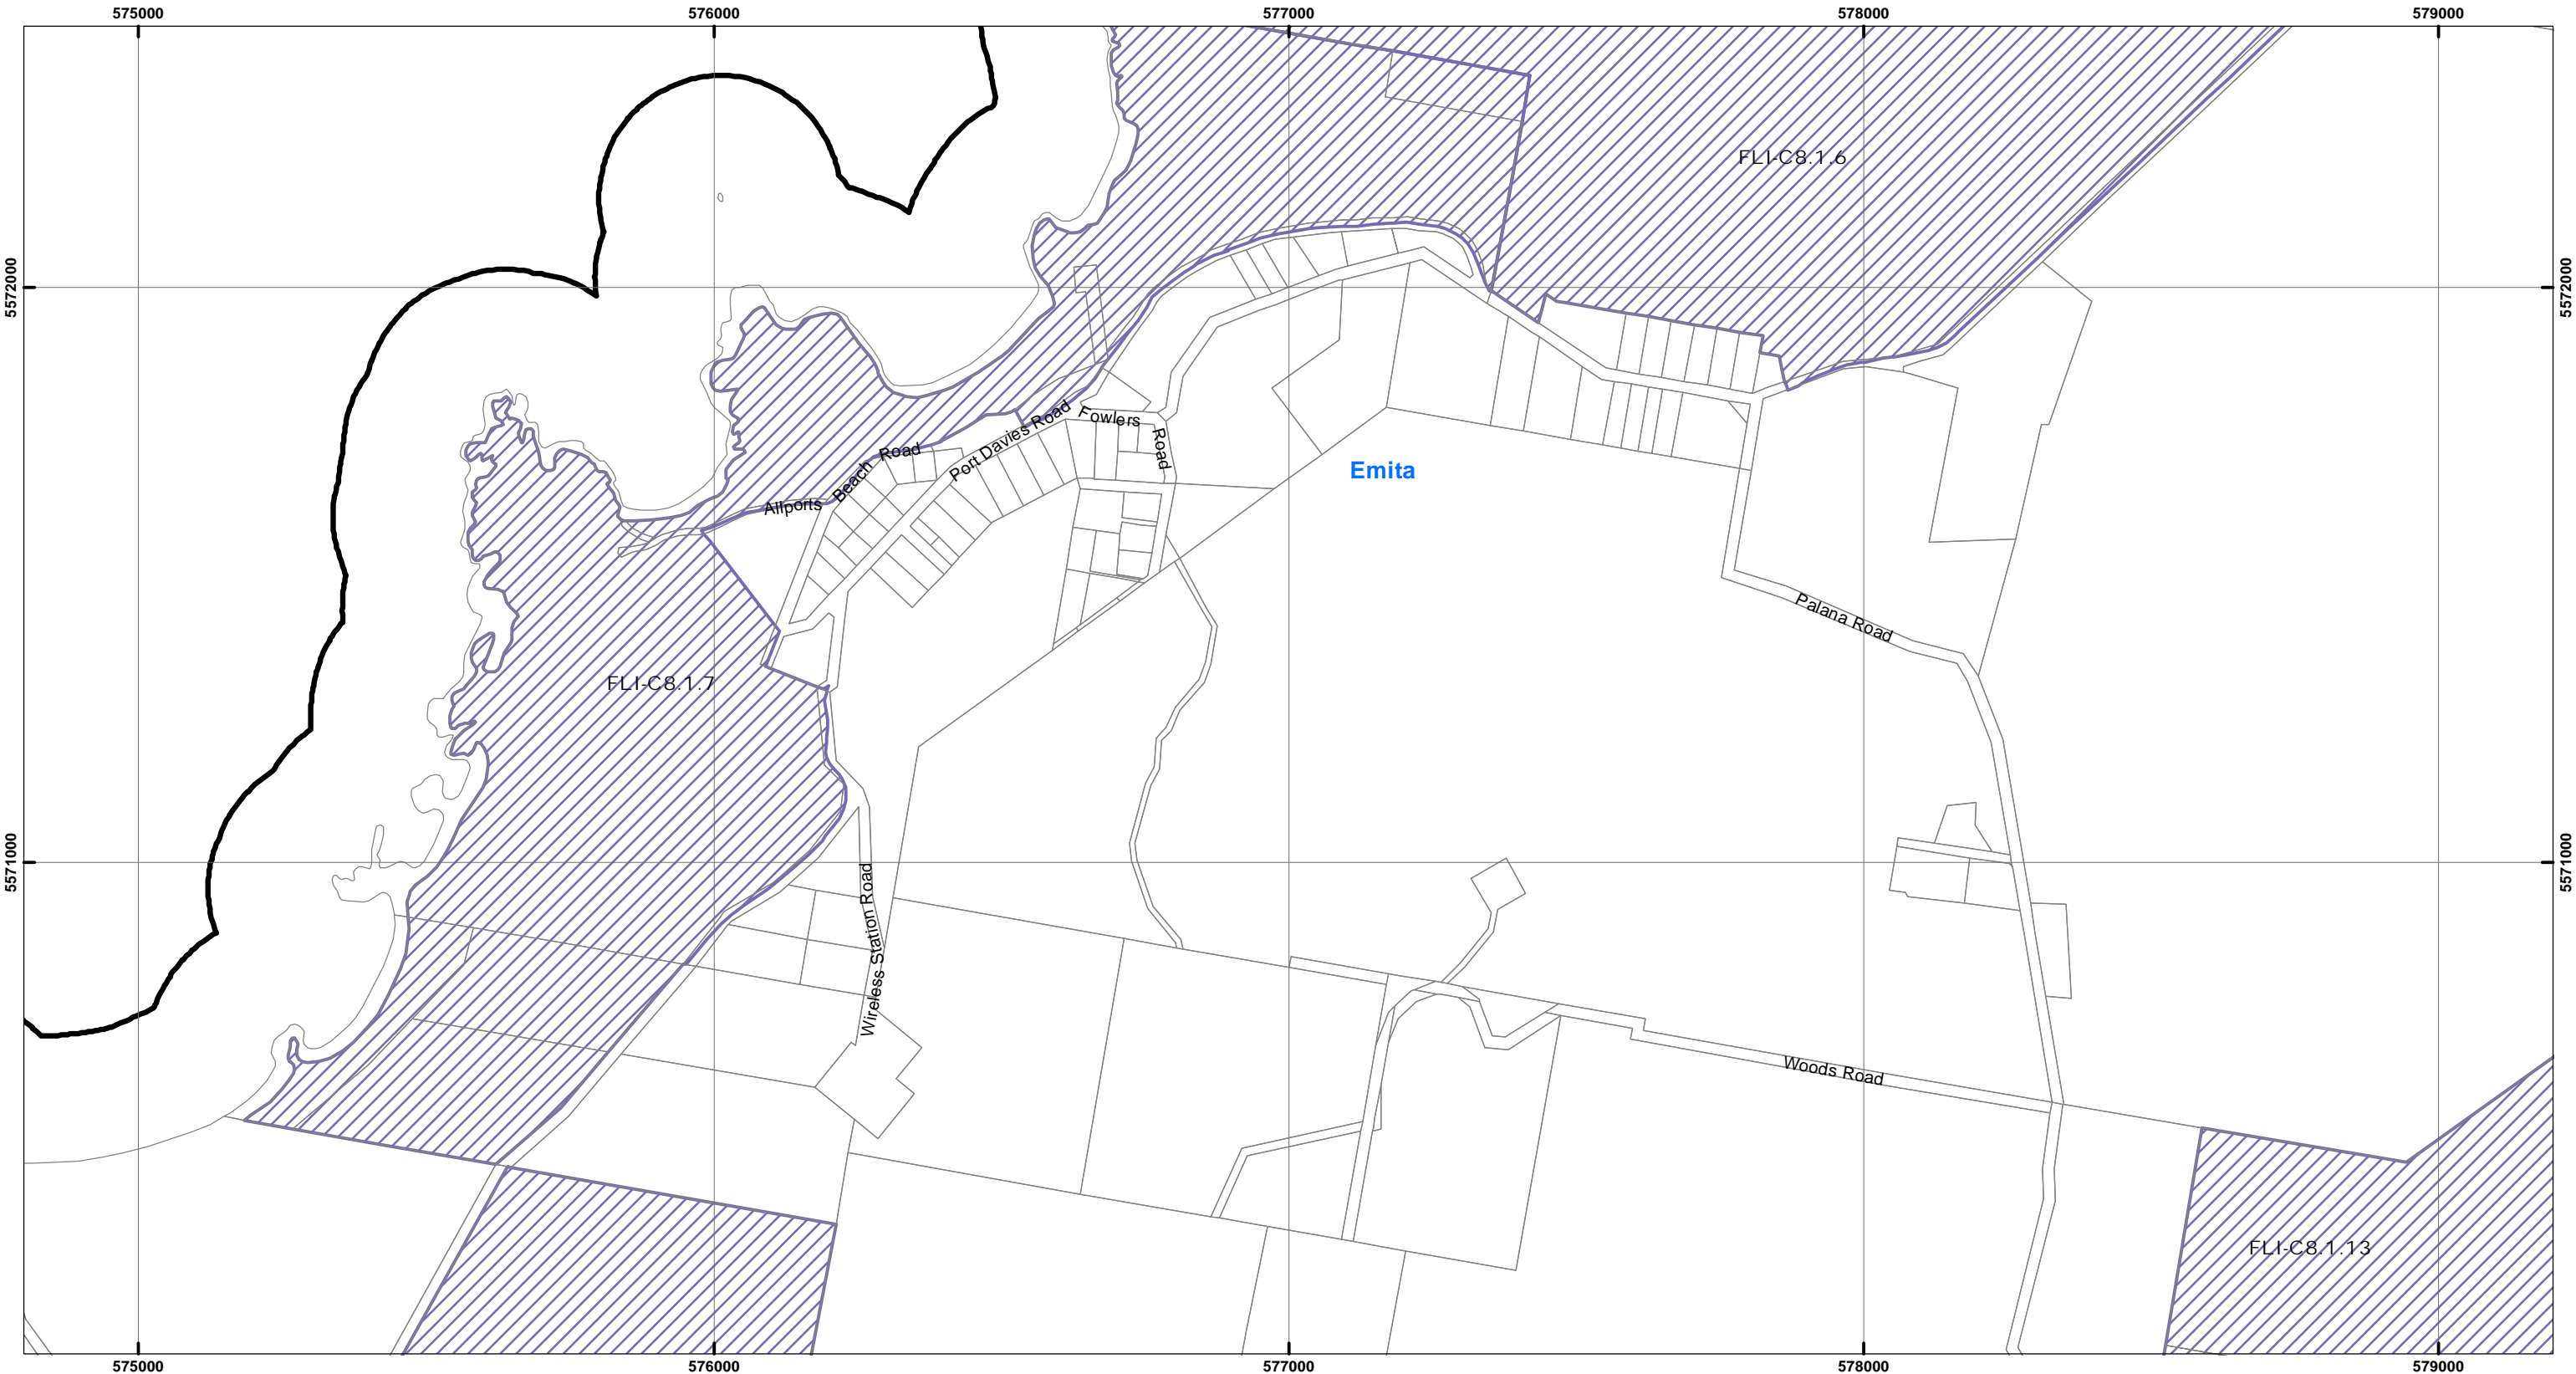 575000
576000
577000
578000
579000
FLI-C8.1.6
5572000
5572000
Fowlers
Port Davies Road
Road
Beach Road
Allports
Emita
Palana Road
FLI-C8.1.7
5571000
5571000
Wireless Station Road
Woods Road
FLI-C8.1.13
575000
576000
577000
578000
579000